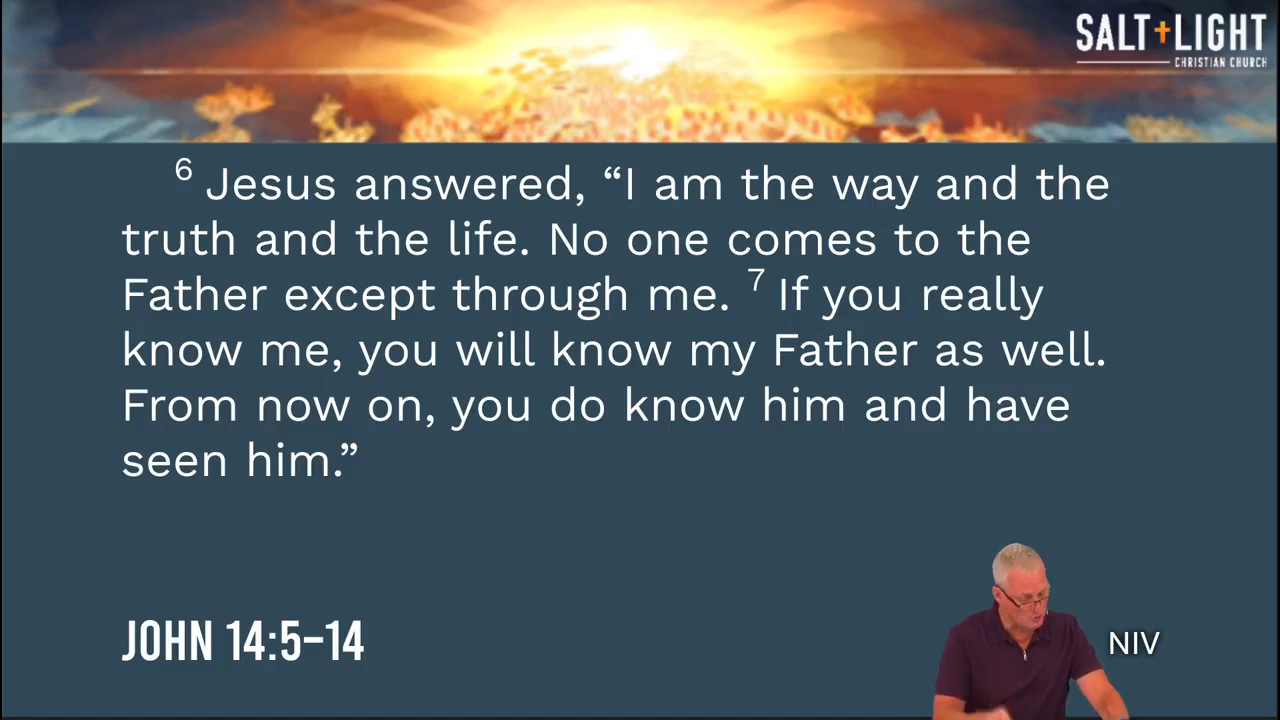 SALT+LIGHT
CHRISTIAN CHURCH
6 Jesus answered, “I am the way and the
truth and the life. No one comes to the
Father except through me. 7 If you really
know me, you will know my Father as well.
From now on, you do know him and have
seen him.”
JOHN 14:5–14
NIV